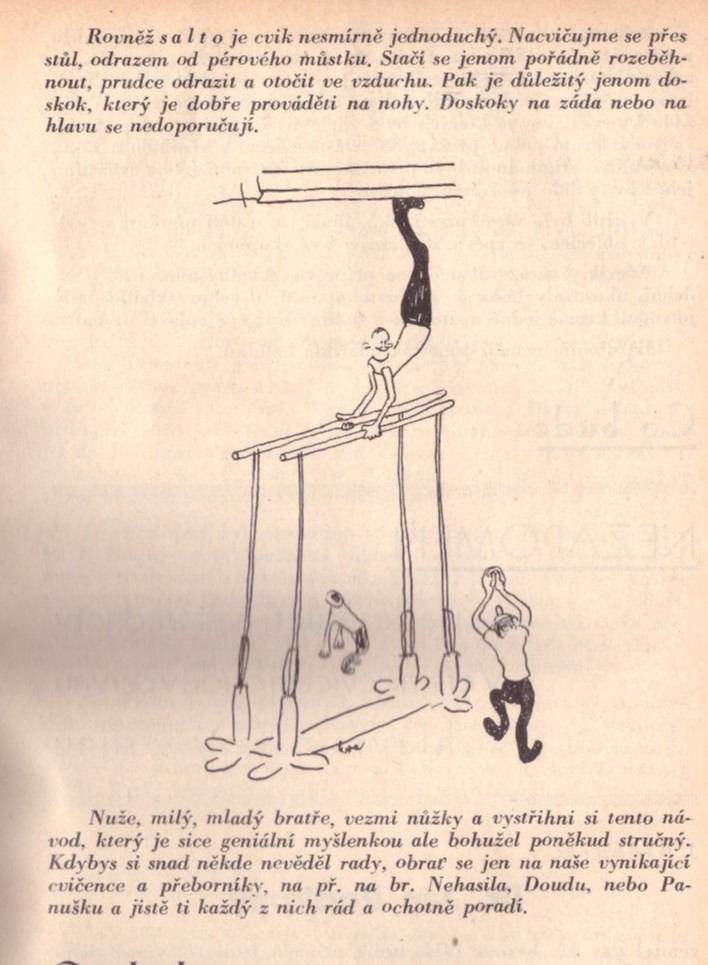 Rovněž s a l t o je cvik nesmírně jednoduchý. Nacvičujme se přes
stůl, odrazem od pérového můstku. Stačí se jenom pořádně rozeběh-
nout, prudce odrazit a otočit ve vzduchu. Pak je důležitý jenom do-
skok, který je dobře prováděti na nohy. Doskoky na záda nebo na
hlavu se nedoporučují.
Nuže, milý, mladý bratře, vezmi nůžky a vystřihni si tento ná-
vod, který je sice geniální myšlenkou ale bohužel poněkud stručný.
Kdybys si snad někde nevěděl rady, obrať se jen na naše vynikající
cvičence a přeborníky, na př. na br. Nehasila, Doudu, nebo Pa-
nušku a jistě ti každý z nich rád a ochotně poradí.